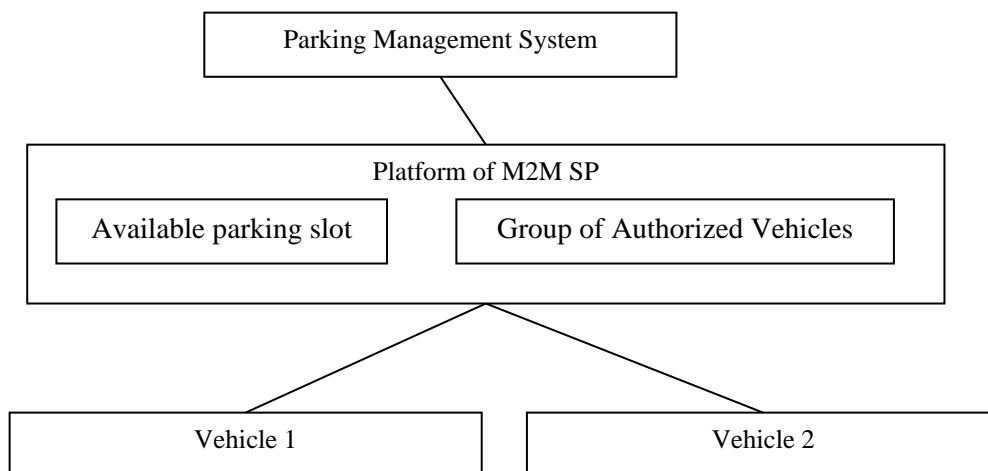 Parking Management System
Platform of M2M SP
Available parking slot
Group of Authorized Vehicles
Vehicle 1
Vehicle 2